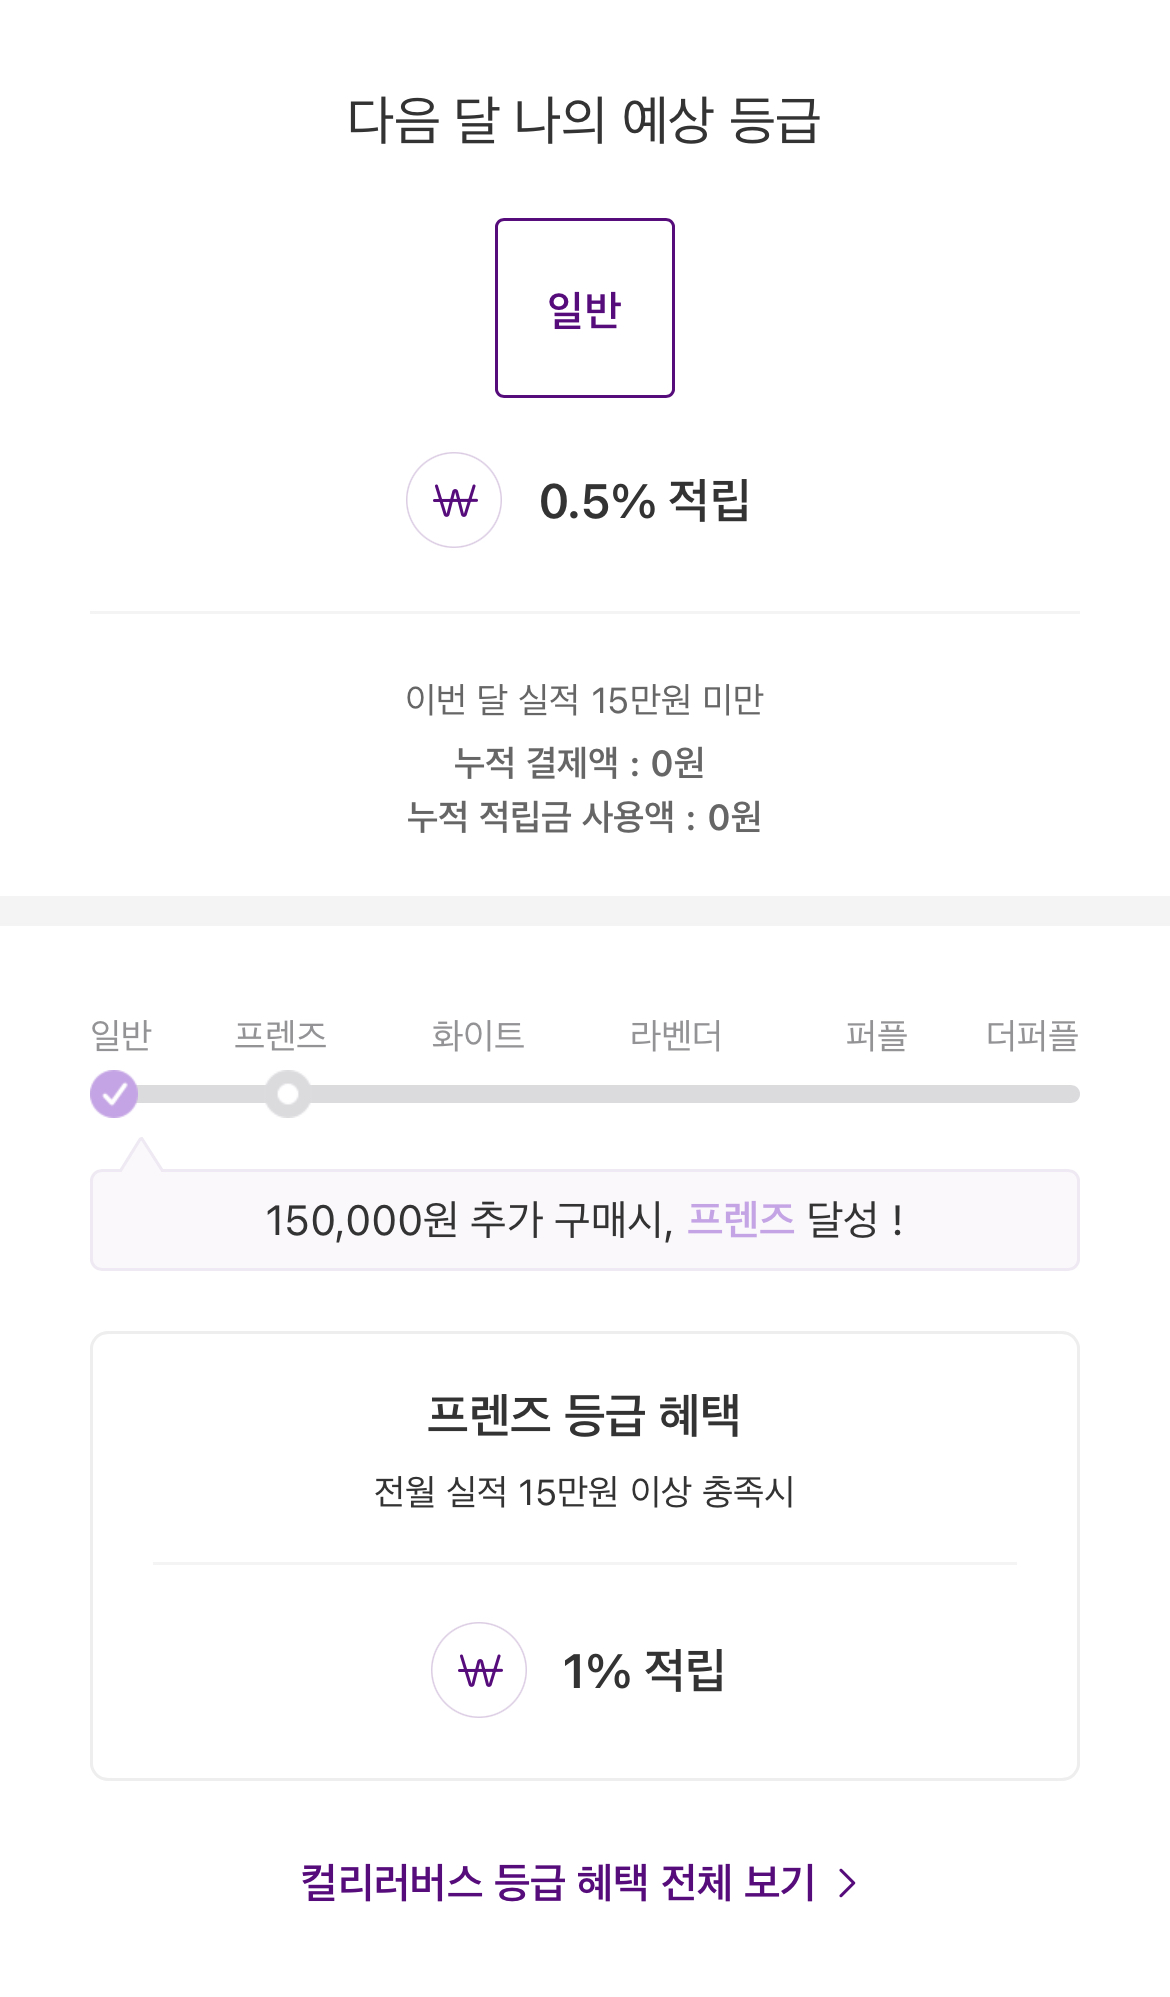 다음 달 나의 예상 등급
일반
₩ 0.5% 적립
이번 달 실적 15만원 미만
누적 결제액 : 0원
누적 적립금 사용액 : 0원
일반 프렌즈 화이트 라벤더 퍼플 더퍼플
150,000원 추가 구매시, 프렌즈 달성 !
프렌즈 등급 혜택
전월 실적 15만원 이상 충족시
₩ 1% 적립
컬리러버스 등급 혜택 전체 보기 >